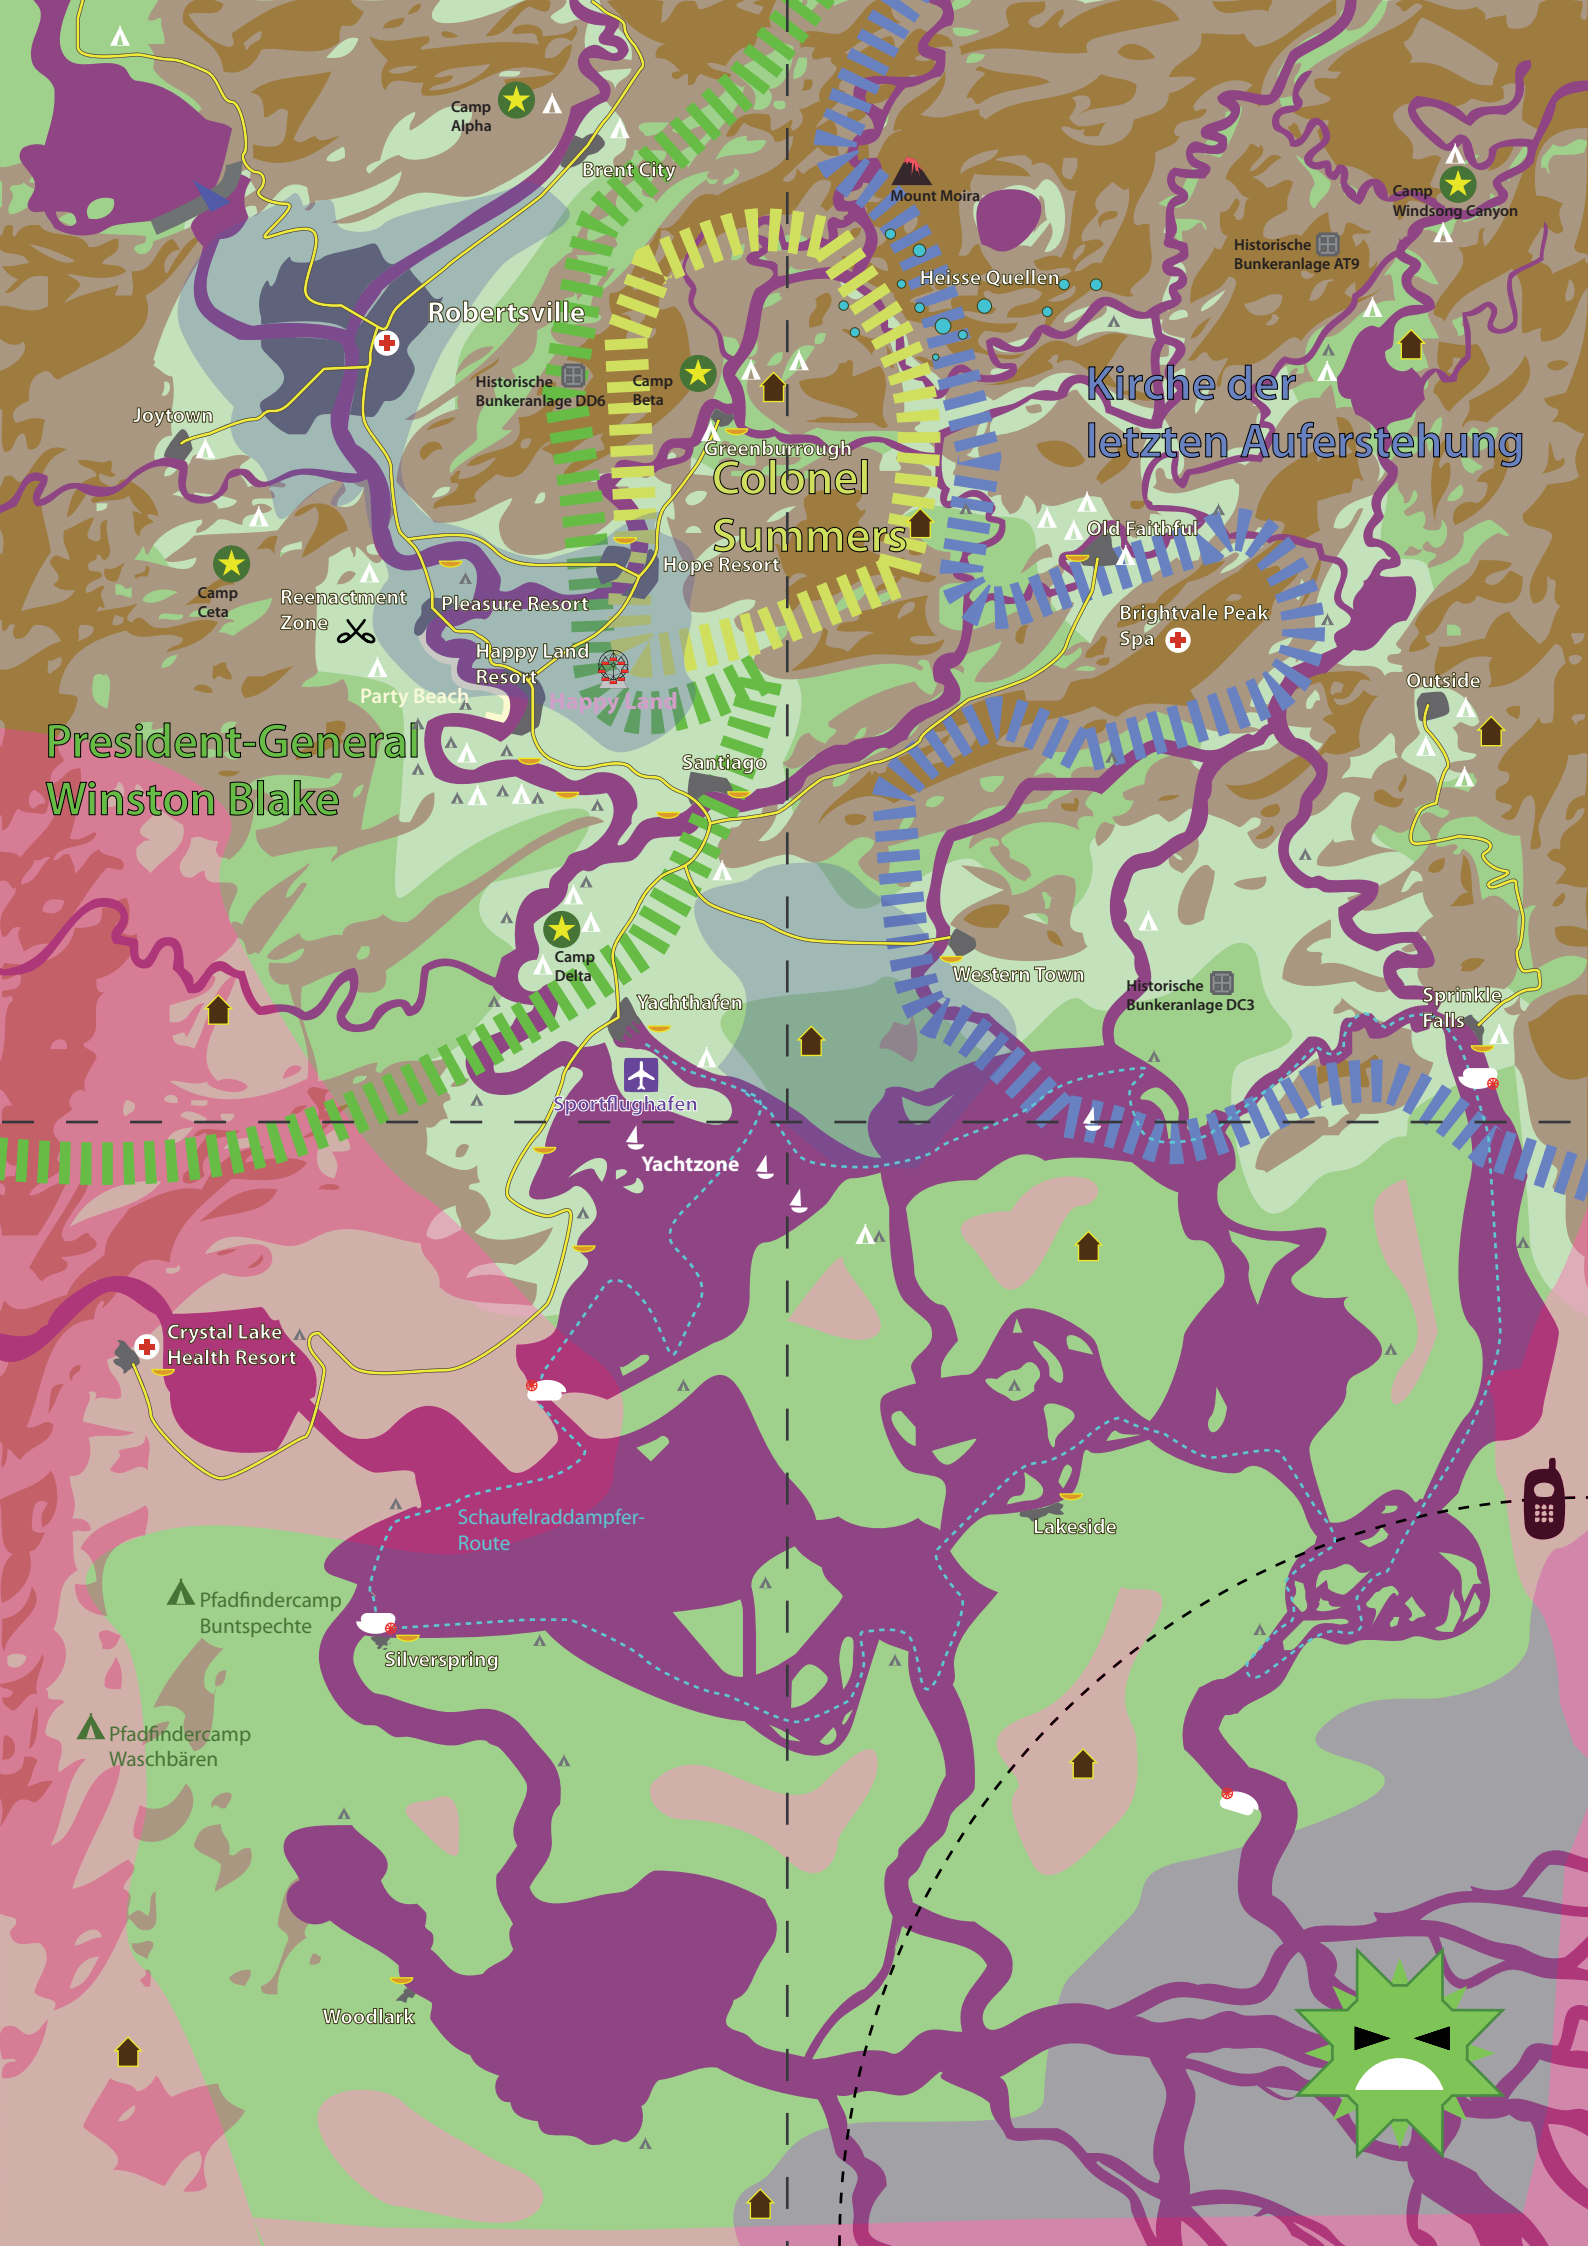 Camp
Alpha
Brent City
Mount Moira
Camp
Windsong Canyon
Historische
Bunkeranlage AT9
Heisse Quellen
Robertsville
Historische
Bunkeranlage DD6
Camp
Beta
Kirche der
letzten Auferstehung
Joytown
Greenburrough
Colonel
Summers
Old Faithful
Hope Resort
Camp
Ceta
Reenactment
Zone
Pleasure Resort
Brightvale Peak
Spa
Happy Land
Resort
Party Beach
Happy Land
Outside
President-General
Winston Blake
Santiago
Camp
Delta
Western Town
Historische
Bunkeranlage DC3
Yachthafen
Sprinkle
Falls
Sportflughafen
Yachtzone
Crystal Lake
Health Resort
Schaufelraddampfer-
Route
Lakeside
Pfadfindercamp
Buntspechte
Silverspring
Pfadfindercamp
Waschbären
Woodlark